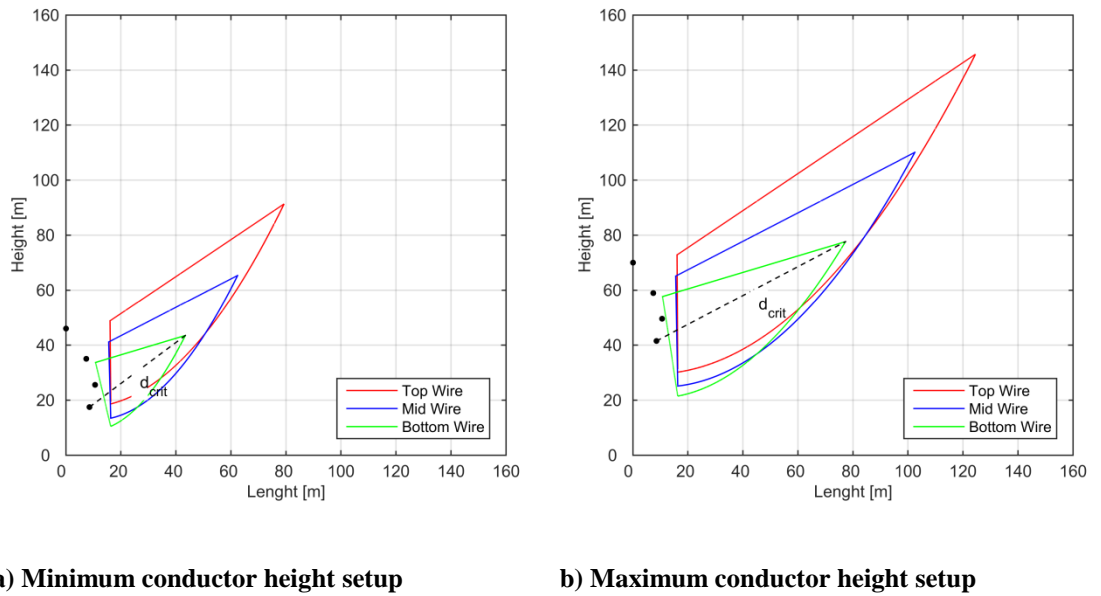 160
140
120
100
80
60
40
20
0
Height [m]
d crit
Top Wire
Mid Wire
Bottom Wire
0 20 40 60 80 100 120 140 160
Lenght [m]
160
140
120
100
80
60
40
20
0
Height [m]
d crit
Top Wire
Mid Wire
Bottom Wire
0 20 40 60 80 100 120 140 160
Lenght [m]
a) Minimum conductor height setup
b) Maximum conductor height setup